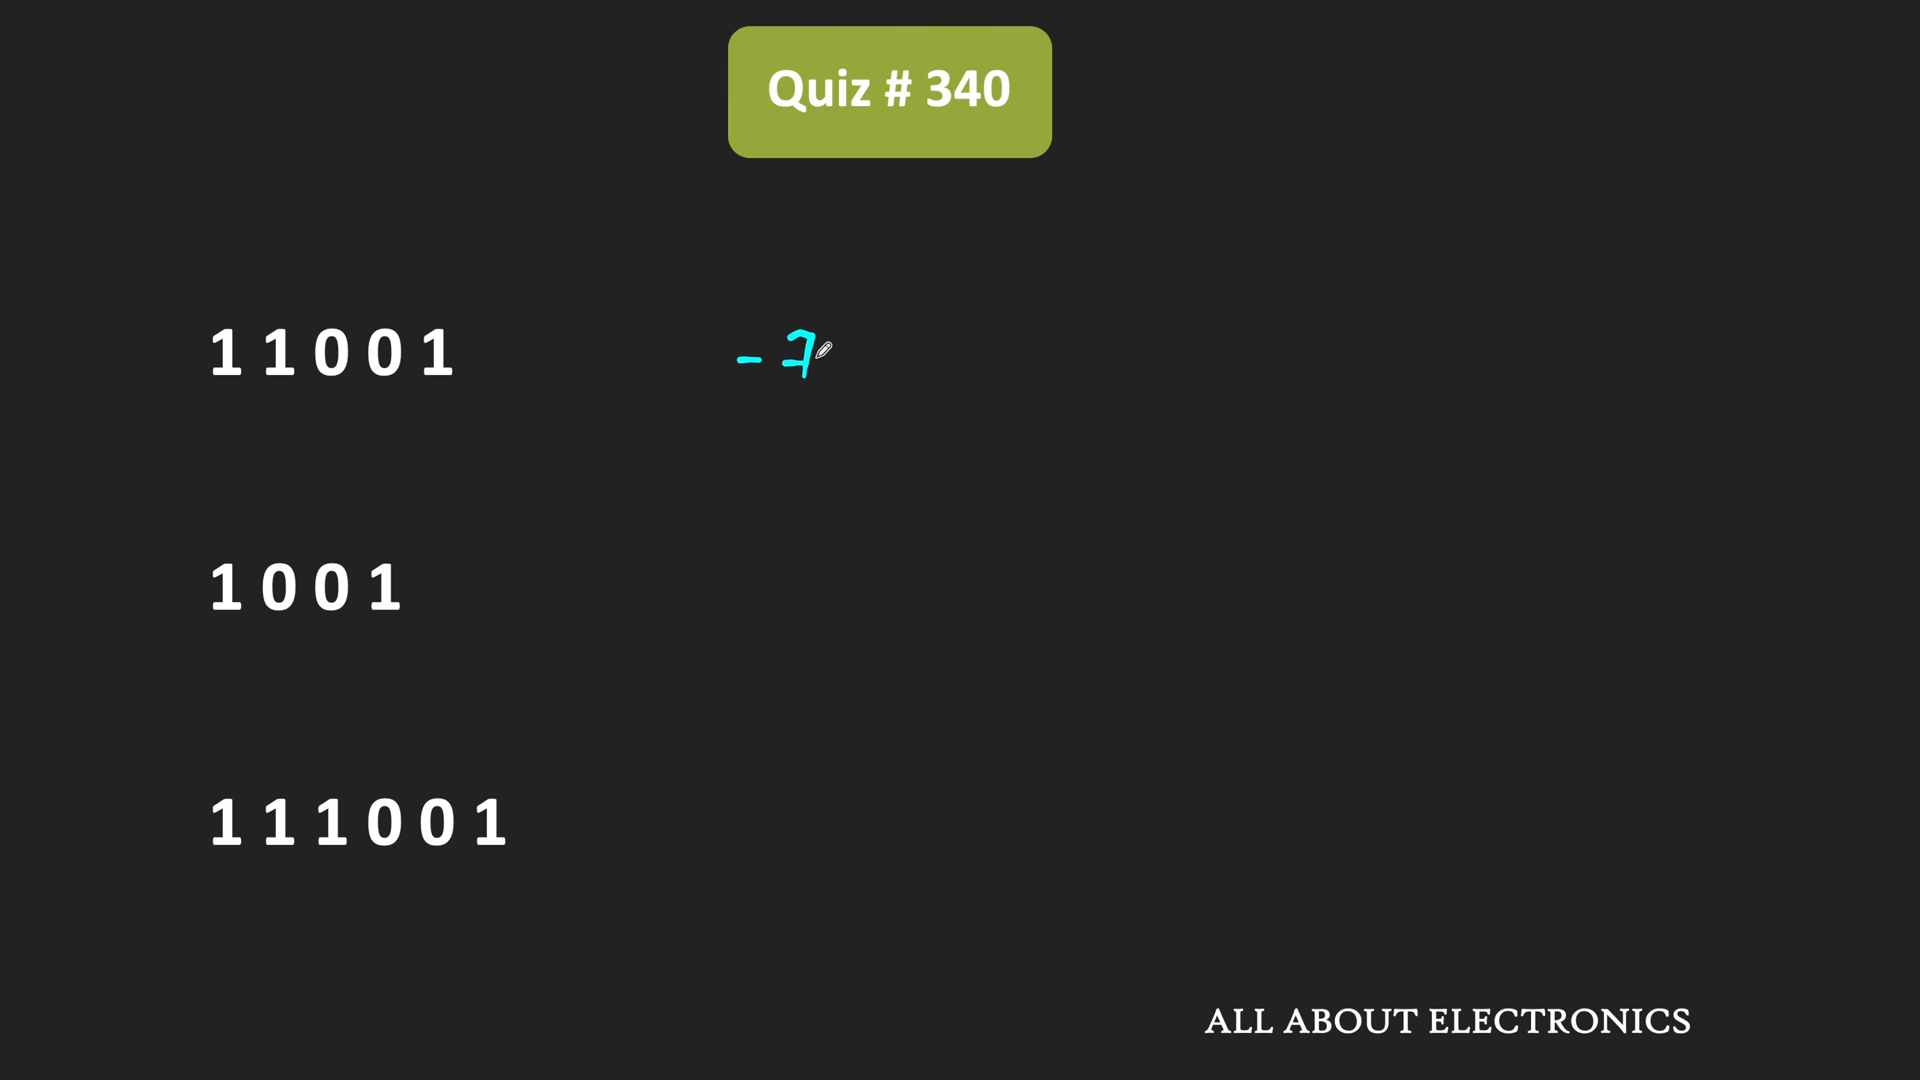 Quiz # 340
1 1 0 0 1 - 7
1 0 0 1
1 1 1 0 0 1
ALL ABOUT ELECTRONICS